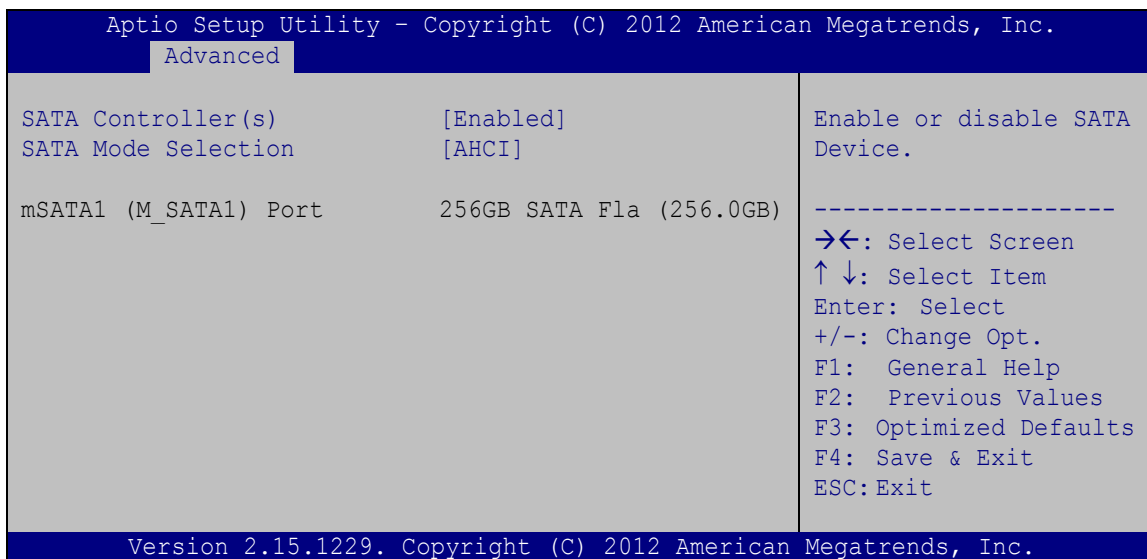 Aptio Setup Utility – Copyright (C) 2012 American Megatrends, Inc.
Advanced
SATA Controller(s) [Enabled]
SATA Mode Selection [AHCI]
mSATA1 (M_SATA1) Port 256GB SATA Fla (256.0GB)
Enable or disable SATA
Device.
---------------------
→←: Select Screen
↑ ↓: Select Item
Enter: Select
+/-: Change Opt.
F1: General Help
F2: Previous Values
F3: Optimized Defaults
F4: Save & Exit
ESC: Exit
Version 2.15.1229. Copyright (C) 2012 American Megatrends, Inc.